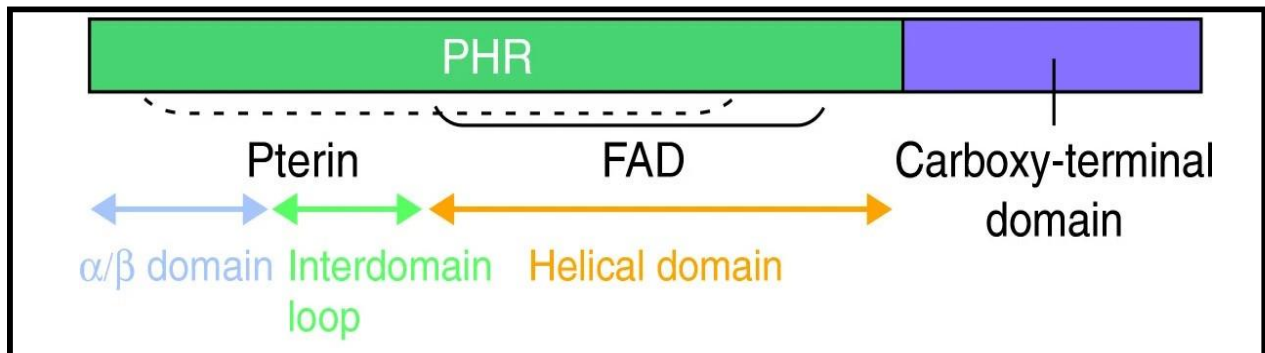 PHR
Pterin
FAD
Carboxy-terminal
domain
α/β domain
Interdomain
loop
Helical domain